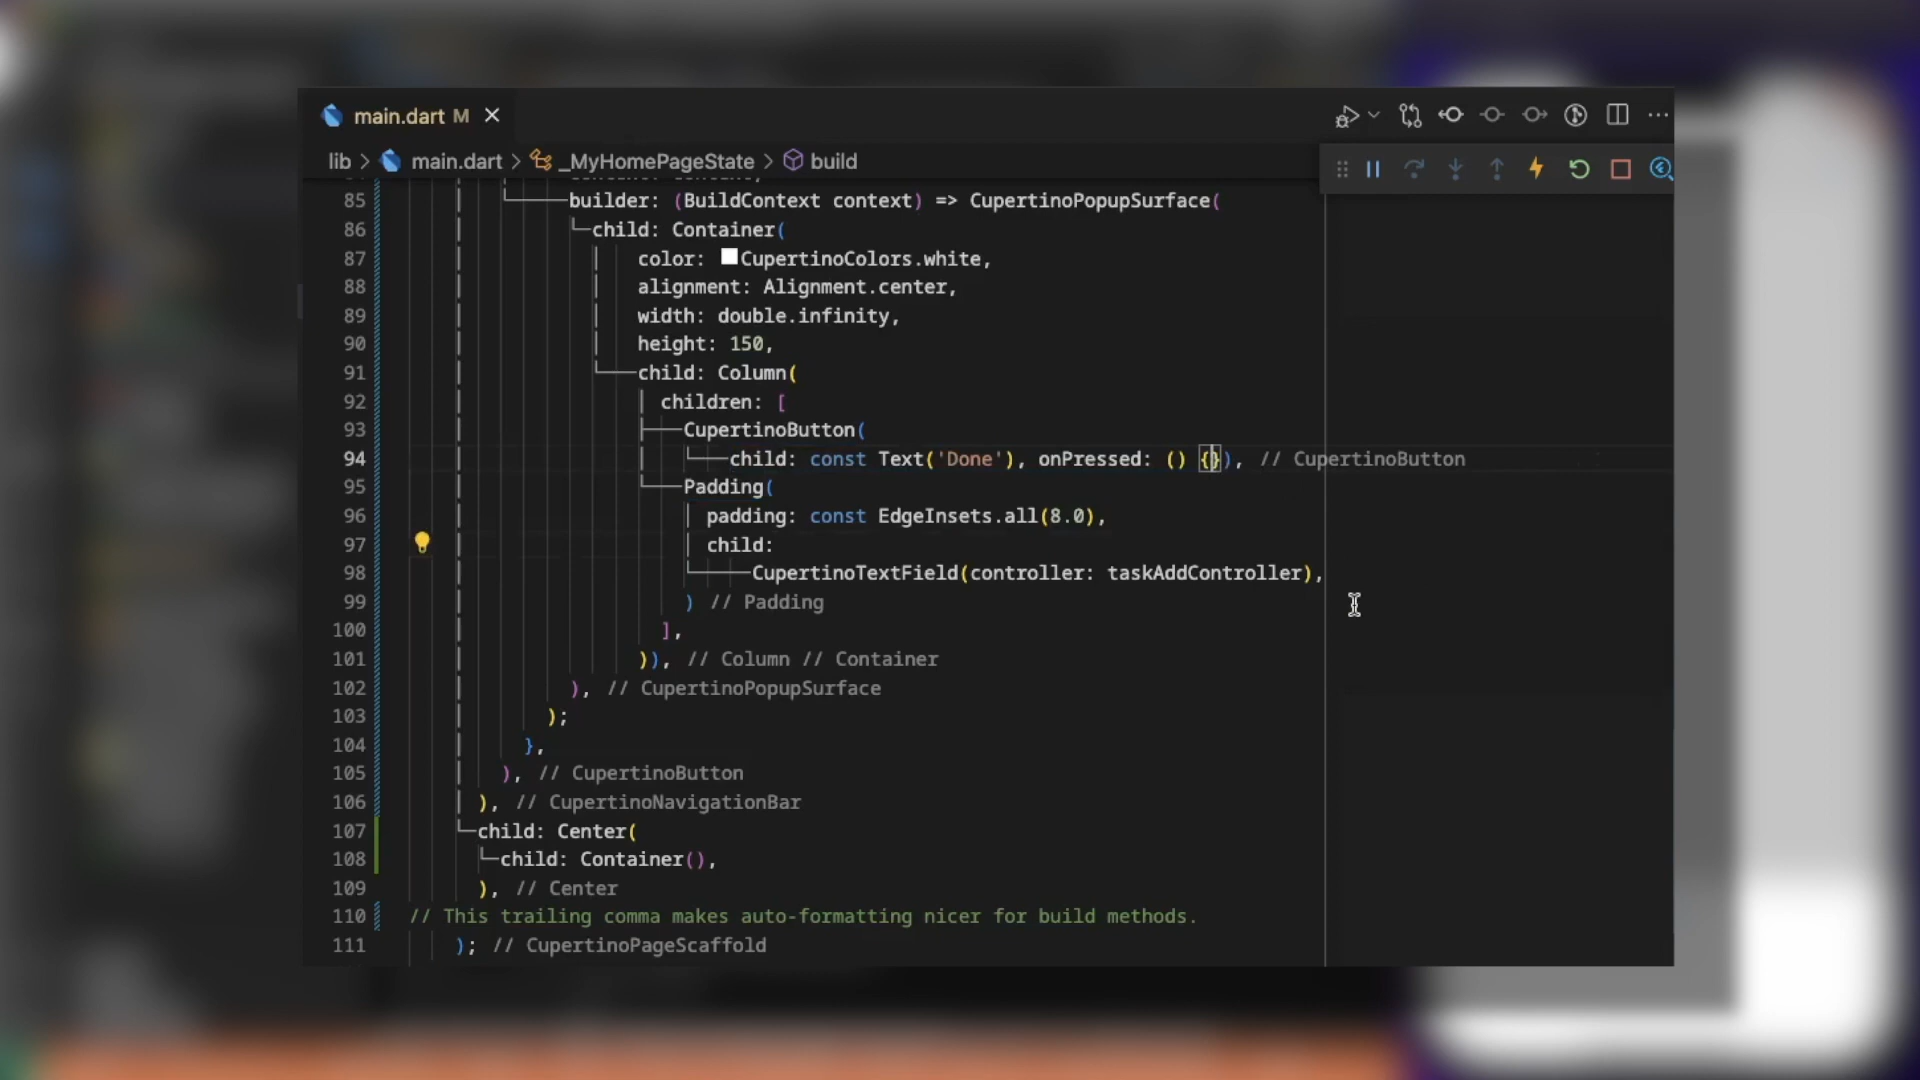 main.dart M
lib > main.dart > _MyHomePageState > build
85 builder: (BuildContext context) => CupertinoPopupSurface(
86 child: Container(
87 color: CupertinoColors.white,
88 alignment: Alignment.center,
89 width: double.infinity,
90 height: 150,
91 child: Column(
92 children: [
93 CupertinoButton(
94 child: const Text('Done'), onPressed: () {}), // CupertinoButton
95 Padding(
96 padding: const EdgeInsets.all(8.0),
97 child:
98 CupertinoTextField(controller: taskAddController),
99 ) // Padding
100 ],
101 )), // Column // Container
102 ), // CupertinoPopupSurface
103 );
104 },
105 ), // CupertinoButton
106 ), // CupertinoNavigationBar
107 child: Center(
108 child: Container(),
109 ), // Center
110 // This trailing comma makes auto-formatting nicer for build methods.
111 ); // CupertinoPageScaffold